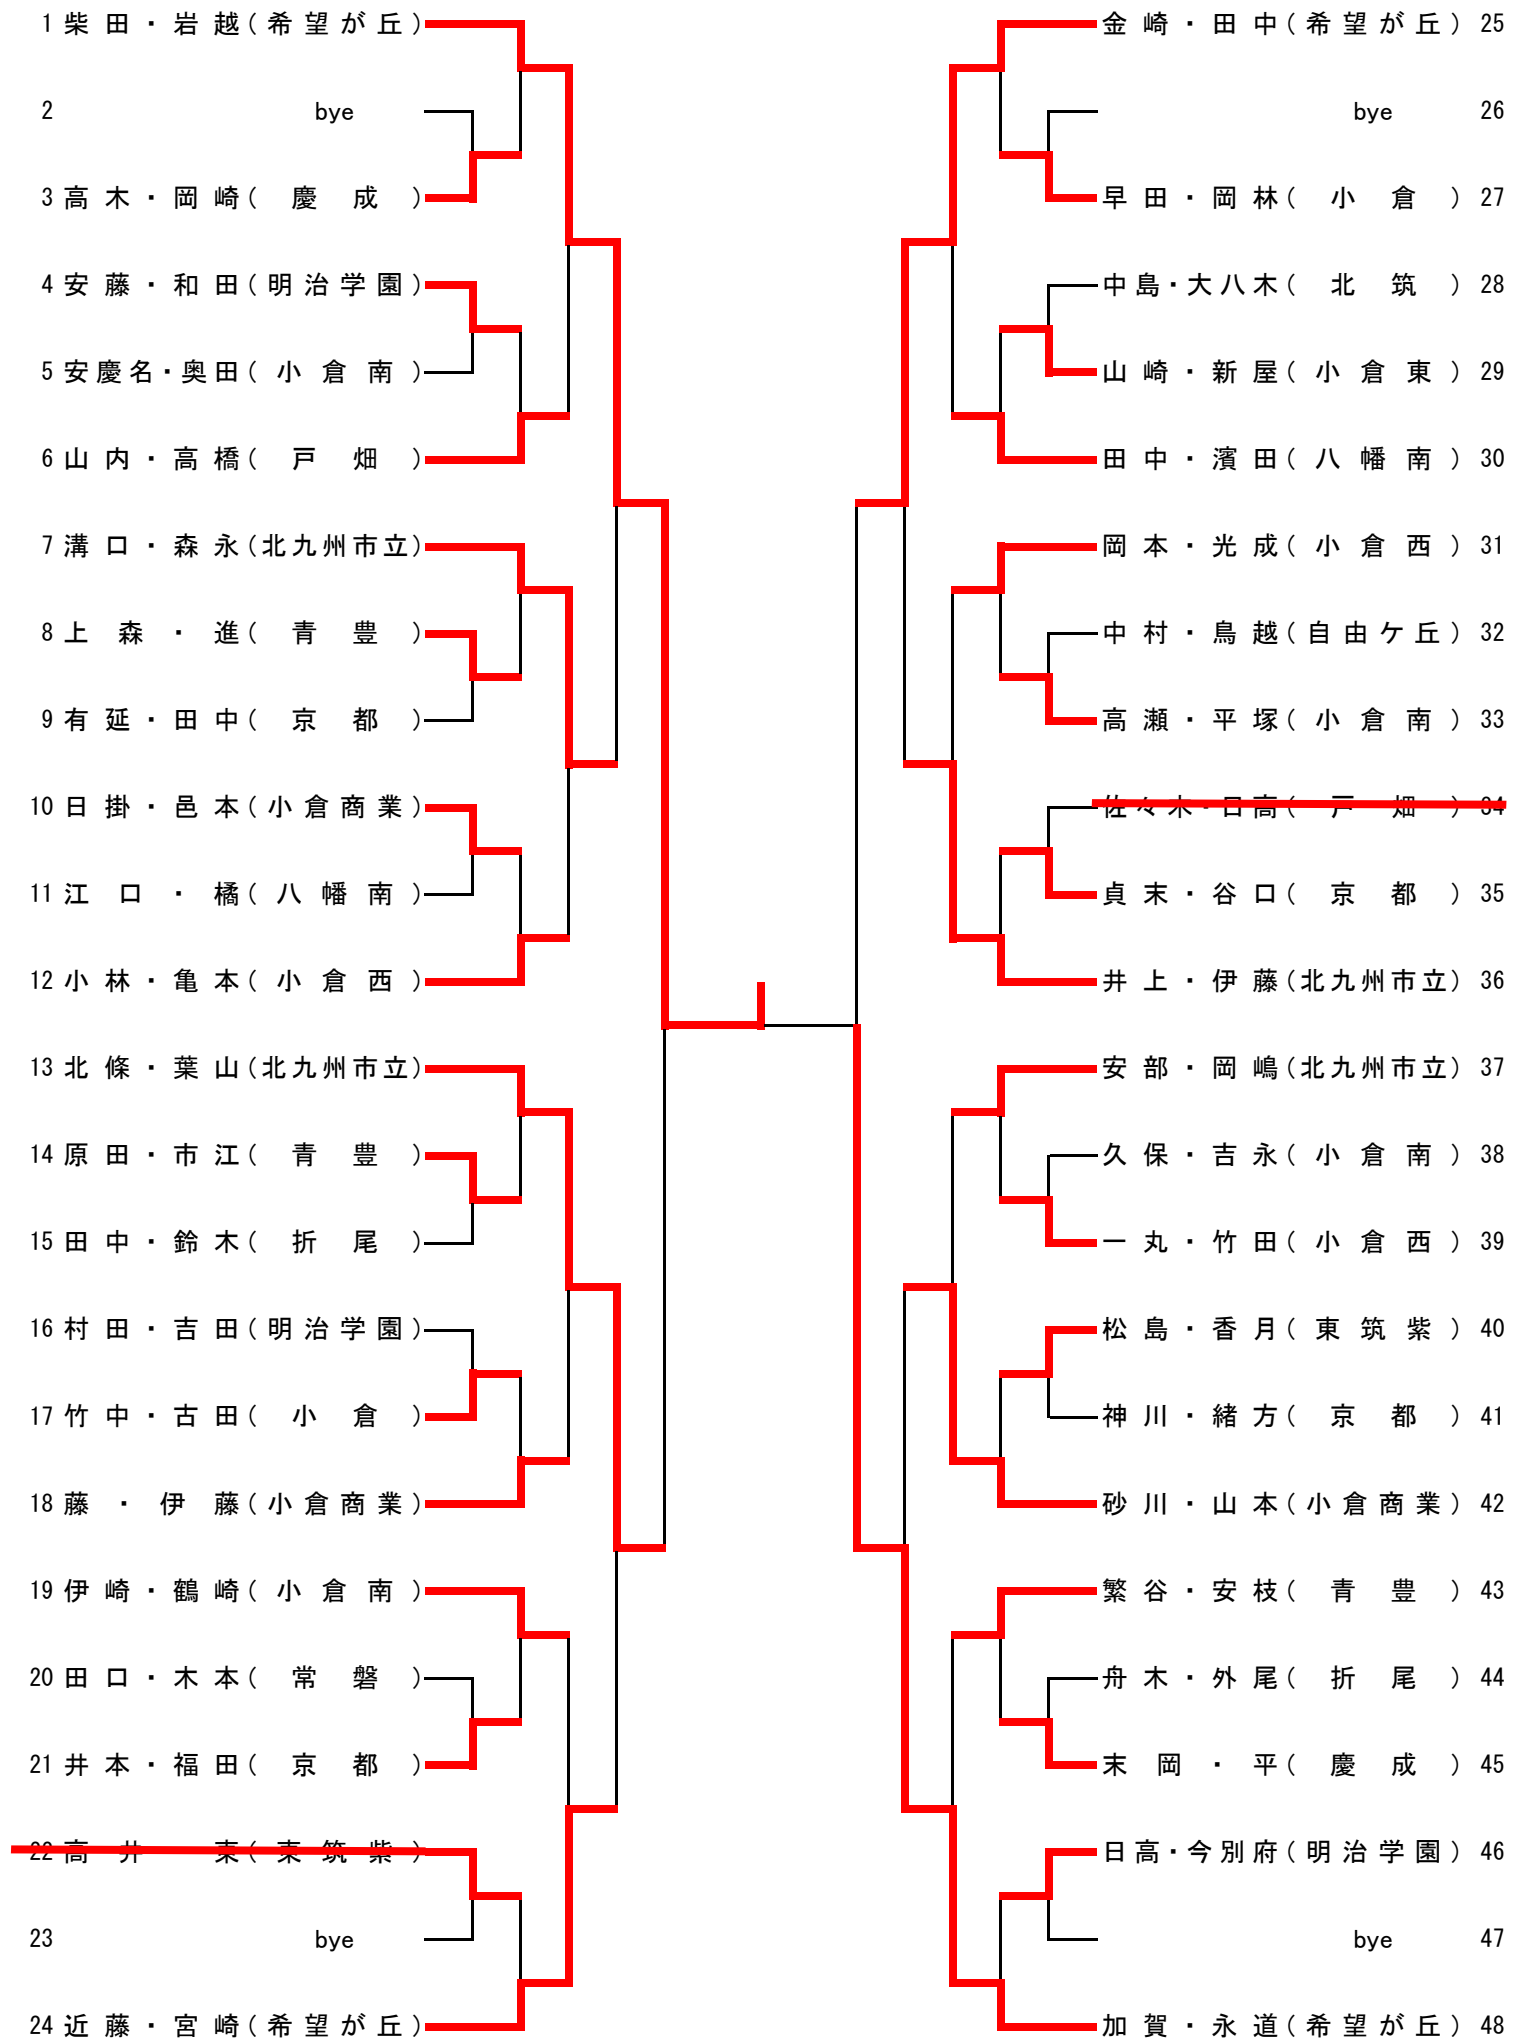 1 柴田・岩越(希望が丘)
2 bye
3 高木・岡崎(慶成)
4 安藤・和田(明治学園)
5 安慶名・奥田(小倉南)
6 山内・高橋(戸畑)
7 溝口・森永(北九州市立)
8 上森・進(青豊)
9 有延・田中(京都)
10 日掛・邑本(小倉商業)
11 江口・橘(八幡南)
12 小林・亀本(小倉西)
13 北條・葉山(北九州市立)
14 原田・市江(青豊)
15 田中・鈴木(折尾)
16 村田・吉田(明治学園)
17 竹中・古田(小倉)
18 藤・伊藤(小倉商業)
19 伊崎・鶴崎(小倉南)
20 田口・木本(常磐)
21 井本・福田(京都)
22 高井 東(東筑紫)
23 bye
24 近藤・宮崎(希望が丘)
金崎・田中(希望が丘) 25
bye 26
早田・岡林(小倉) 27
中島・大八木(北筑) 28
山崎・新屋(小倉東) 29
田中・濱田(八幡南) 30
岡本・光成(小倉西) 31
中村・鳥越(自由ケ丘) 32
高瀬・平塚(小倉南) 33
佐々木・日高(戸畑) 34
貞末・谷口(京都) 35
井上・伊藤(北九州市立) 36
安部・岡嶋(北九州市立) 37
久保・吉永(小倉南) 38
一丸・竹田(小倉西) 39
松島・香月(東筑紫) 40
神川・緒方(京都) 41
砂川・山本(小倉商業) 42
繁谷・安枝(青豊) 43
舟木・外尾(折尾) 44
末岡・平(慶成) 45
日高・今別府(明治学園) 46
bye 47
加賀・永道(希望が丘) 48